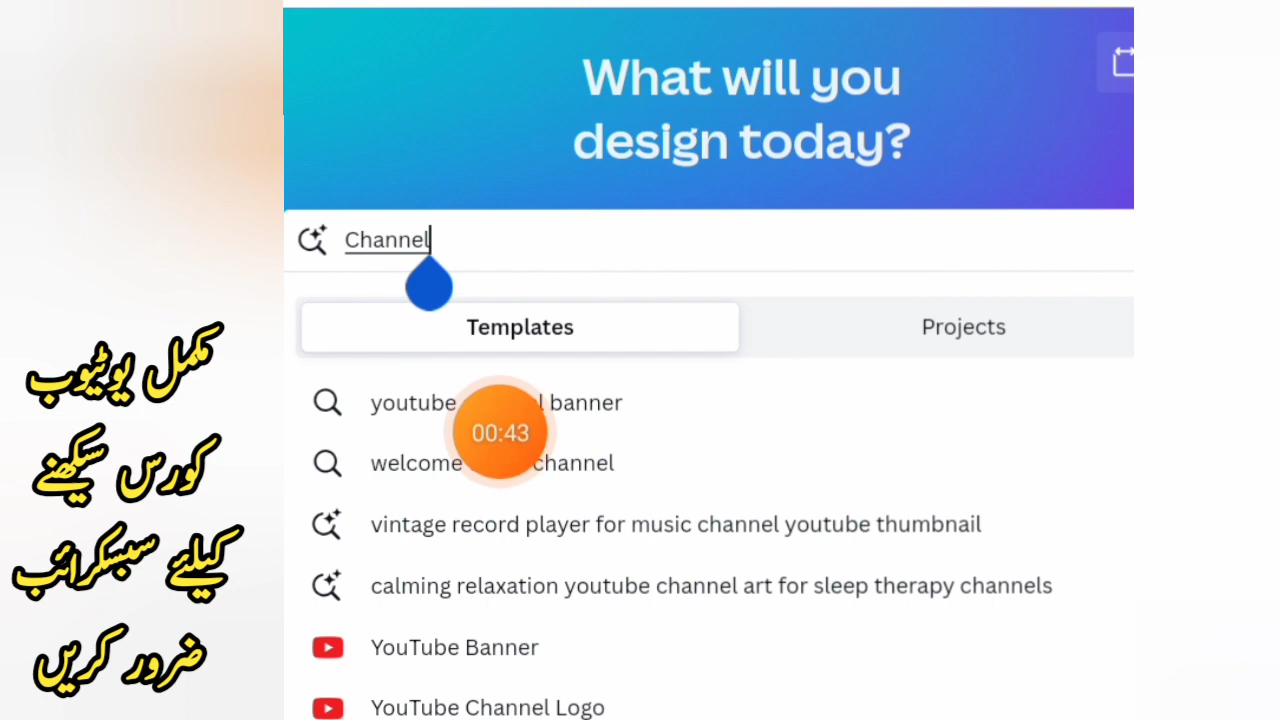 What will you
design today?
Channel
Templates
Projects
youtube banner
welcome channel
00:43
vintage record player for music channel youtube thumbnail
calming relaxation youtube channel art for sleep therapy channels
YouTube Banner
YouTube Channel Logo
مکمل یوٹیوب
کورس سیکھنے
کیلئے سبسکرائب
ضرور کریں